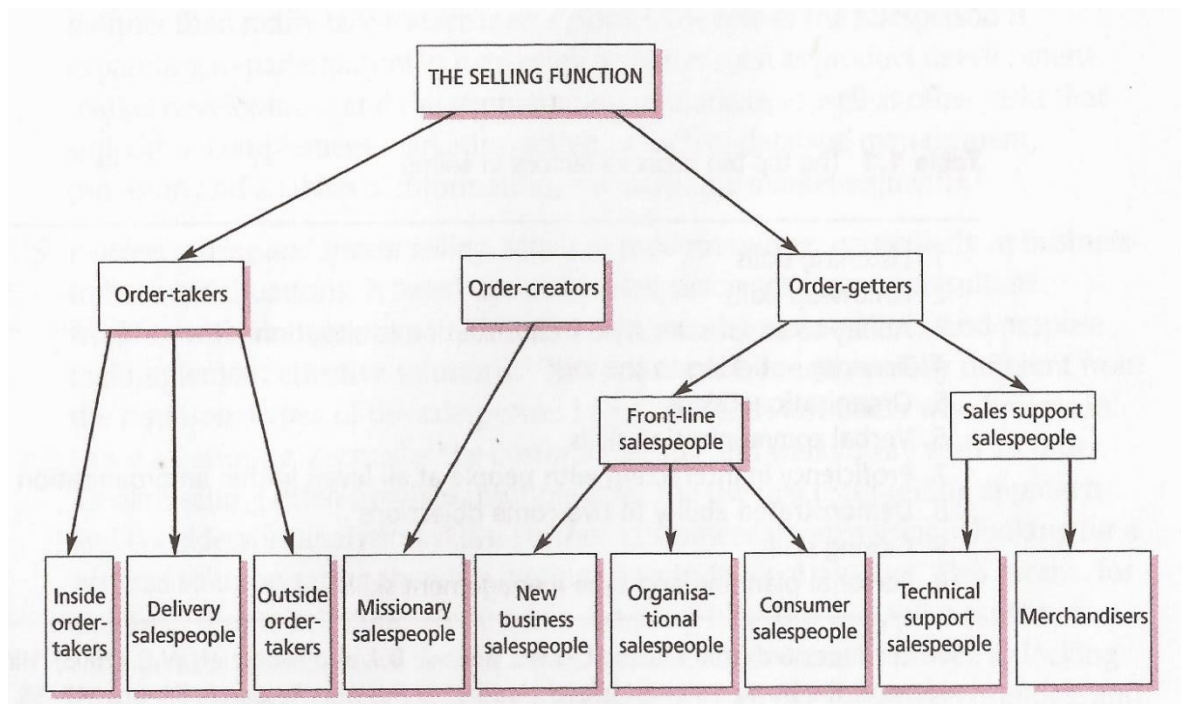 THE SELLING FUNCTION
Order-takers
Order-creators
Order-getters
Front-line
salespeople
Sales support
salespeople
Inside
order-
takers
Delivery
salespeople
Outside
order-
takers
Missionary
salespeople
New
business
salespeople
Organisa-
tional
salespeople
Consumer
salespeople
Technical
support
salespeople
Merchandisers